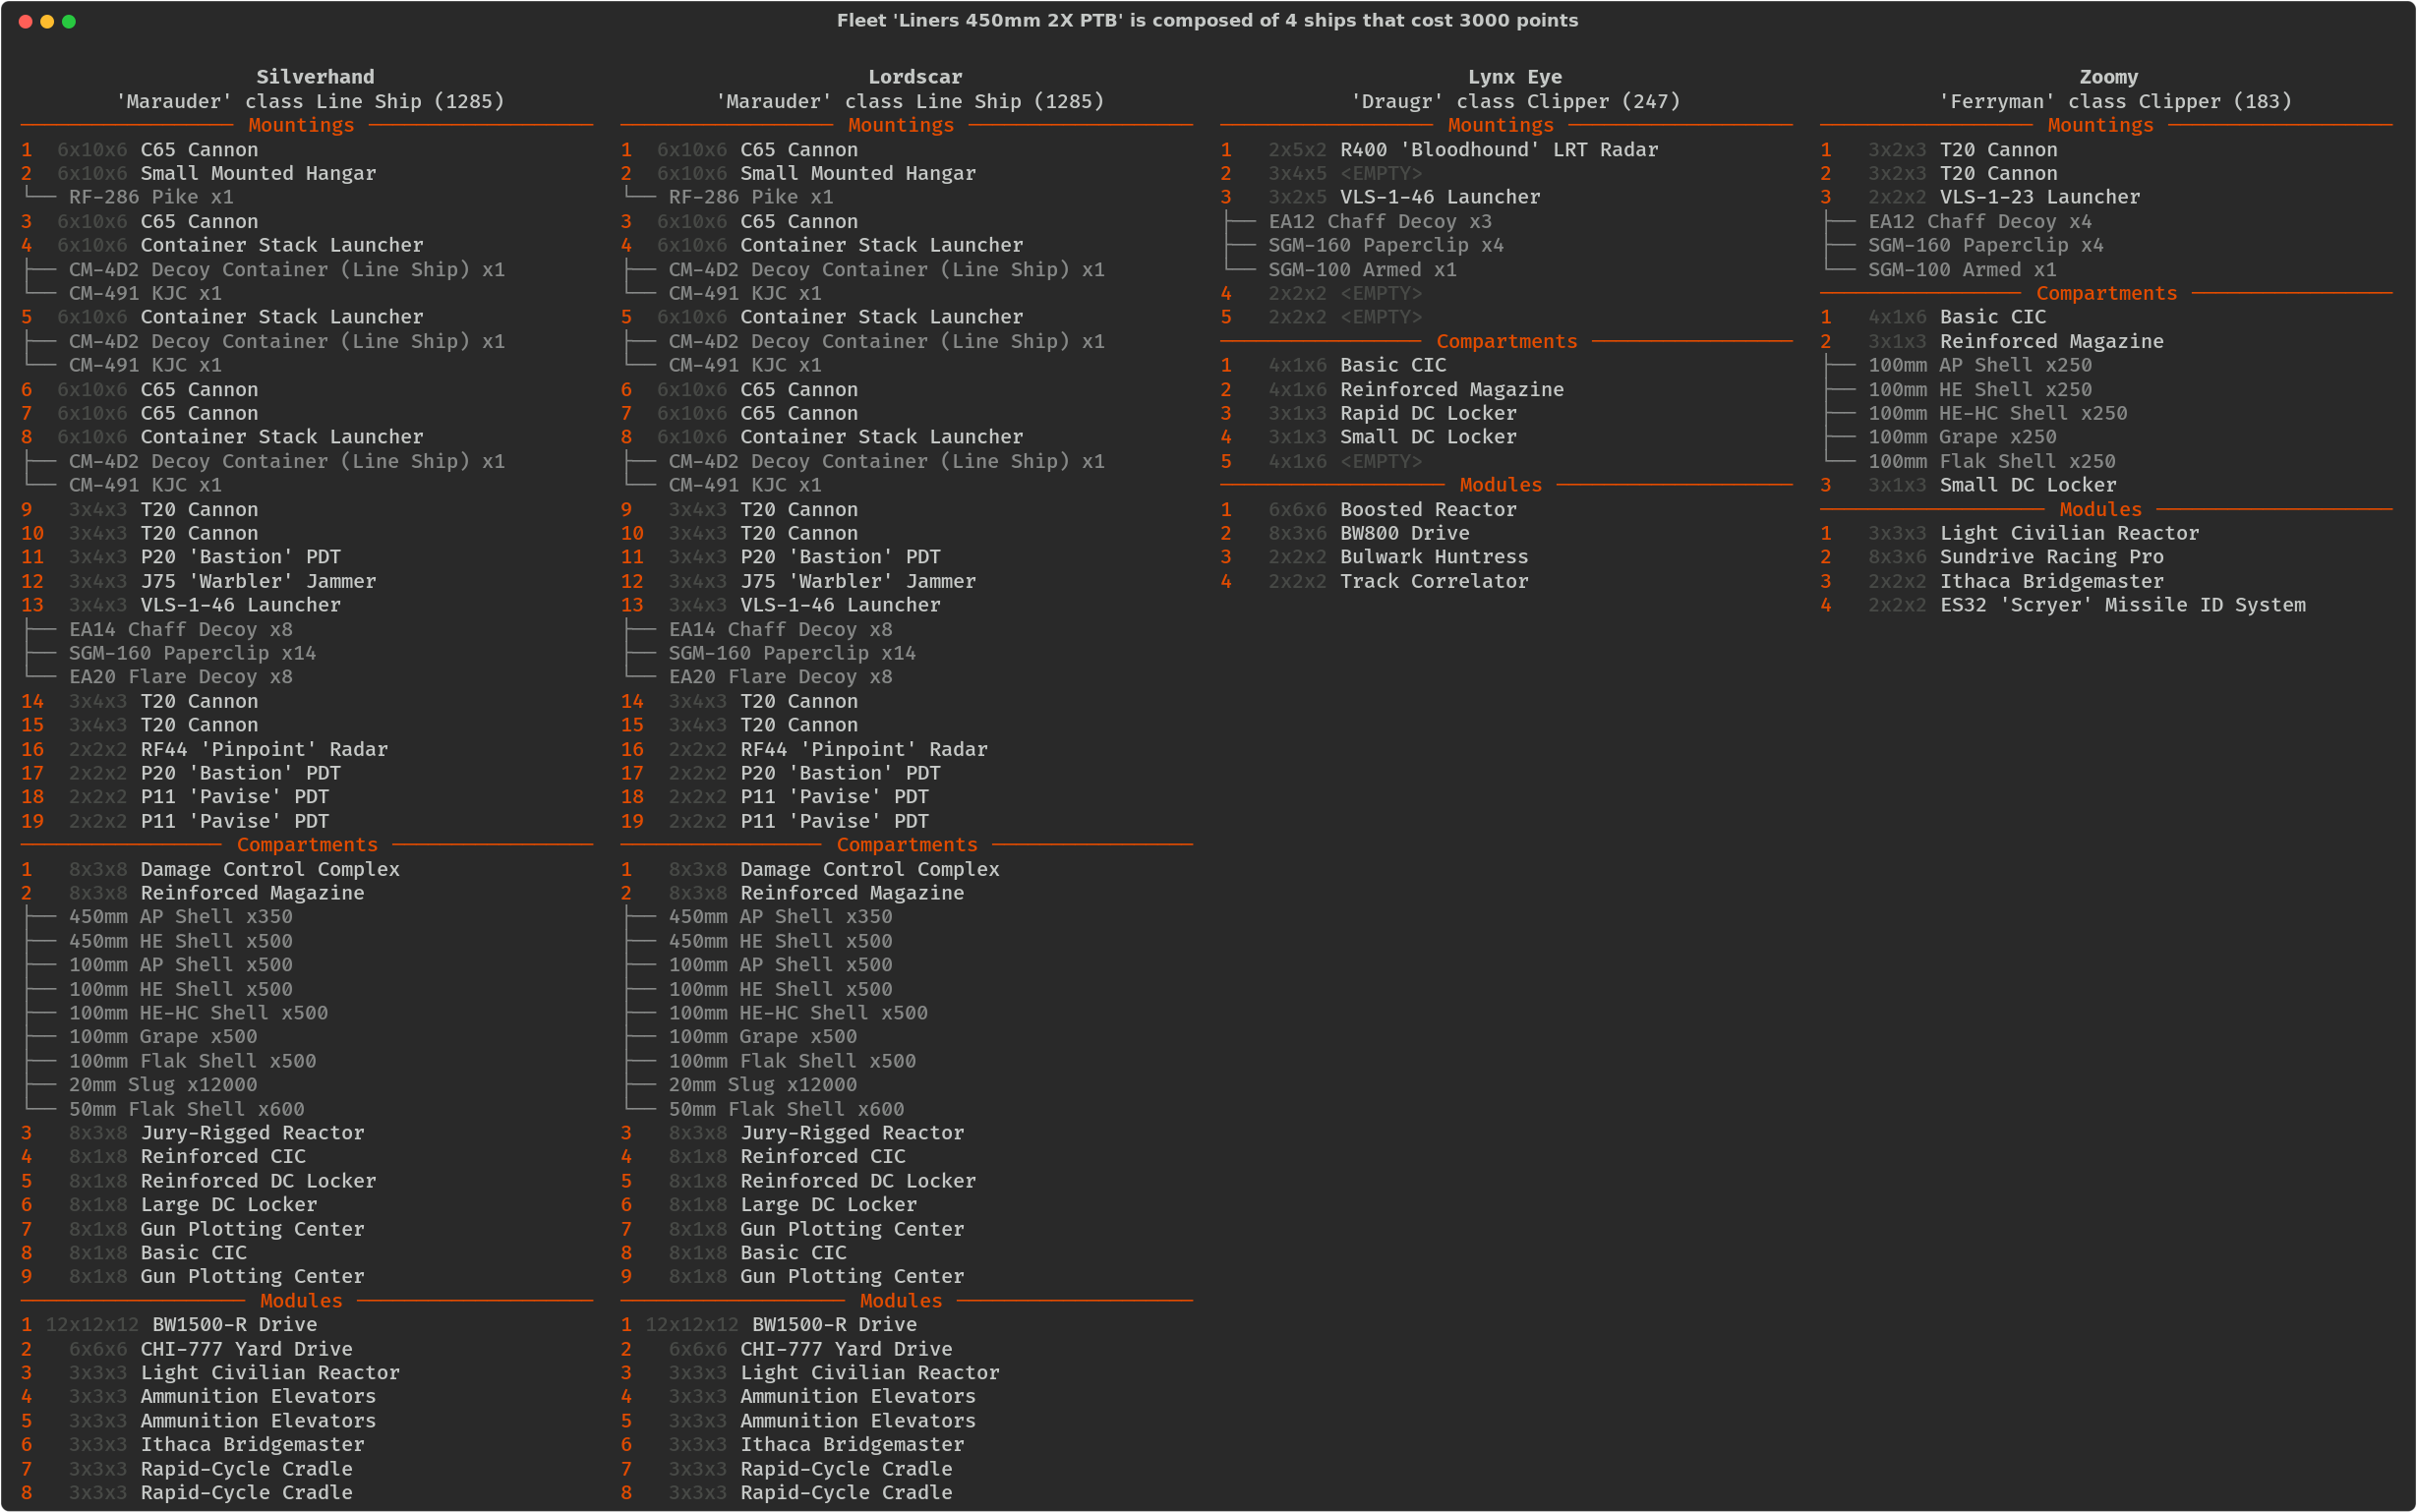 Fleet 'Liners 450mm 2X PTB' is composed of 4 ships that cost 3000 points
Silverhand
'Marauder' class Line Ship (1285)
Mountings
1 6x10x6 C65 Cannon
2 6x10x6 Small Mounted Hangar
RF-286 Pike x1
3 6x10x6 C65 Cannon
4 6x10x6 Container Stack Launcher
CM-4D2 Decoy Container (Line Ship) x1
CM-491 KJC x1
5 6x10x6 Container Stack Launcher
CM-4D2 Decoy Container (Line Ship) x1
CM-491 KJC x1
6 6x10x6 C65 Cannon
7 6x10x6 C65 Cannon
8 6x10x6 Container Stack Launcher
CM-4D2 Decoy Container (Line Ship) x1
CM-491 KJC x1
9 3x4x3 T20 Cannon
10 3x4x3 T20 Cannon
11 3x4x3 P20 'Bastion' PDT
12 3x4x3 J75 'Warbler' Jammer
13 3x4x3 VLS-1-46 Launcher
EA14 Chaff Decoy x8
SGM-160 Paperclip x14
EA20 Flare Decoy x8
14 3x4x3 T20 Cannon
15 3x4x3 T20 Cannon
16 2x2x2 RF44 'Pinpoint' Radar
17 2x2x2 P20 'Bastion' PDT
18 2x2x2 P11 'Pavise' PDT
19 2x2x2 P11 'Pavise' PDT
Compartments
1 8x3x8 Damage Control Complex
2 8x3x8 Reinforced Magazine
450mm AP Shell x350
450mm HE Shell x500
100mm AP Shell x500
100mm HE Shell x500
100mm HE-HC Shell x500
100mm Grape x500
100mm Flak Shell x500
20mm Slug x12000
50mm Flak Shell x600
3 8x3x8 Jury-Rigged Reactor
4 8x1x8 Reinforced CIC
5 8x1x8 Reinforced DC Locker
6 8x1x8 Large DC Locker
7 8x1x8 Gun Plotting Center
8 8x1x8 Basic CIC
9 8x1x8 Gun Plotting Center
Modules
1 12x12x12 BW1500-R Drive
2 6x6x6 CHI-777 Yard Drive
3 3x3x3 Light Civilian Reactor
4 3x3x3 Ammunition Elevators
5 3x3x3 Ammunition Elevators
6 3x3x3 Ithaca Bridgemaster
7 3x3x3 Rapid-Cycle Cradle
8 3x3x3 Rapid-Cycle Cradle
Lordscar
'Marauder' class Line Ship (1285)
Mountings
1 6x10x6 C65 Cannon
2 6x10x6 Small Mounted Hangar
RF-286 Pike x1
3 6x10x6 C65 Cannon
4 6x10x6 Container Stack Launcher
CM-4D2 Decoy Container (Line Ship) x1
CM-491 KJC x1
5 6x10x6 Container Stack Launcher
CM-4D2 Decoy Container (Line Ship) x1
CM-491 KJC x1
6 6x10x6 C65 Cannon
7 6x10x6 C65 Cannon
8 6x10x6 Container Stack Launcher
CM-4D2 Decoy Container (Line Ship) x1
CM-491 KJC x1
9 3x4x3 T20 Cannon
10 3x4x3 T20 Cannon
11 3x4x3 P20 'Bastion' PDT
12 3x4x3 J75 'Warbler' Jammer
13 3x4x3 VLS-1-46 Launcher
EA14 Chaff Decoy x8
SGM-160 Paperclip x14
EA20 Flare Decoy x8
14 3x4x3 T20 Cannon
15 3x4x3 T20 Cannon
16 2x2x2 RF44 'Pinpoint' Radar
17 2x2x2 P20 'Bastion' PDT
18 2x2x2 P11 'Pavise' PDT
19 2x2x2 P11 'Pavise' PDT
Compartments
1 8x3x8 Damage Control Complex
2 8x3x8 Reinforced Magazine
450mm AP Shell x350
450mm HE Shell x500
100mm AP Shell x500
100mm HE Shell x500
100mm HE-HC Shell x500
100mm Grape x500
100mm Flak Shell x500
20mm Slug x12000
50mm Flak Shell x600
3 8x3x8 Jury-Rigged Reactor
4 8x1x8 Reinforced CIC
5 8x1x8 Reinforced DC Locker
6 8x1x8 Large DC Locker
7 8x1x8 Gun Plotting Center
8 8x1x8 Basic CIC
9 8x1x8 Gun Plotting Center
Modules
1 12x12x12 BW1500-R Drive
2 6x6x6 CHI-777 Yard Drive
3 3x3x3 Light Civilian Reactor
4 3x3x3 Ammunition Elevators
5 3x3x3 Ammunition Elevators
6 3x3x3 Ithaca Bridgemaster
7 3x3x3 Rapid-Cycle Cradle
8 3x3x3 Rapid-Cycle Cradle
Lynx Eye
'Draugr' class Clipper (247)
Mountings
1 2x5x2 R400 'Bloodhound' LRT Radar
2 3x4x5 <EMPTY>
3 3x2x5 VLS-1-46 Launcher
EA12 Chaff Decoy x3
SGM-160 Paperclip x4
SGM-100 Armed x1
4 2x2x2 <EMPTY>
5 2x2x2 <EMPTY>
Compartments
1 4x1x6 Basic CIC
2 4x1x6 Reinforced Magazine
3 3x1x3 Rapid DC Locker
4 3x1x3 Small DC Locker
5 4x1x6 <EMPTY>
Modules
1 6x6x6 Boosted Reactor
2 8x3x6 BW800 Drive
3 2x2x2 Bulwark Huntress
4 2x2x2 Track Correlator
Zoomy
'Ferryman' class Clipper (183)
Mountings
1 3x2x3 T20 Cannon
2 3x2x3 T20 Cannon
3 2x2x2 VLS-1-23 Launcher
EA12 Chaff Decoy x4
SGM-160 Paperclip x4
SGM-100 Armed x1
Compartments
1 4x1x6 Basic CIC
2 3x1x3 Reinforced Magazine
100mm AP Shell x250
100mm HE Shell x250
100mm HE-HC Shell x250
100mm Grape x250
100mm Flak Shell x250
3 3x1x3 Small DC Locker
Modules
1 3x3x3 Light Civilian Reactor
2 8x3x6 Sundrive Racing Pro
3 2x2x2 Ithaca Bridgemaster
4 2x2x2 ES32 'Scryer' Missile ID System